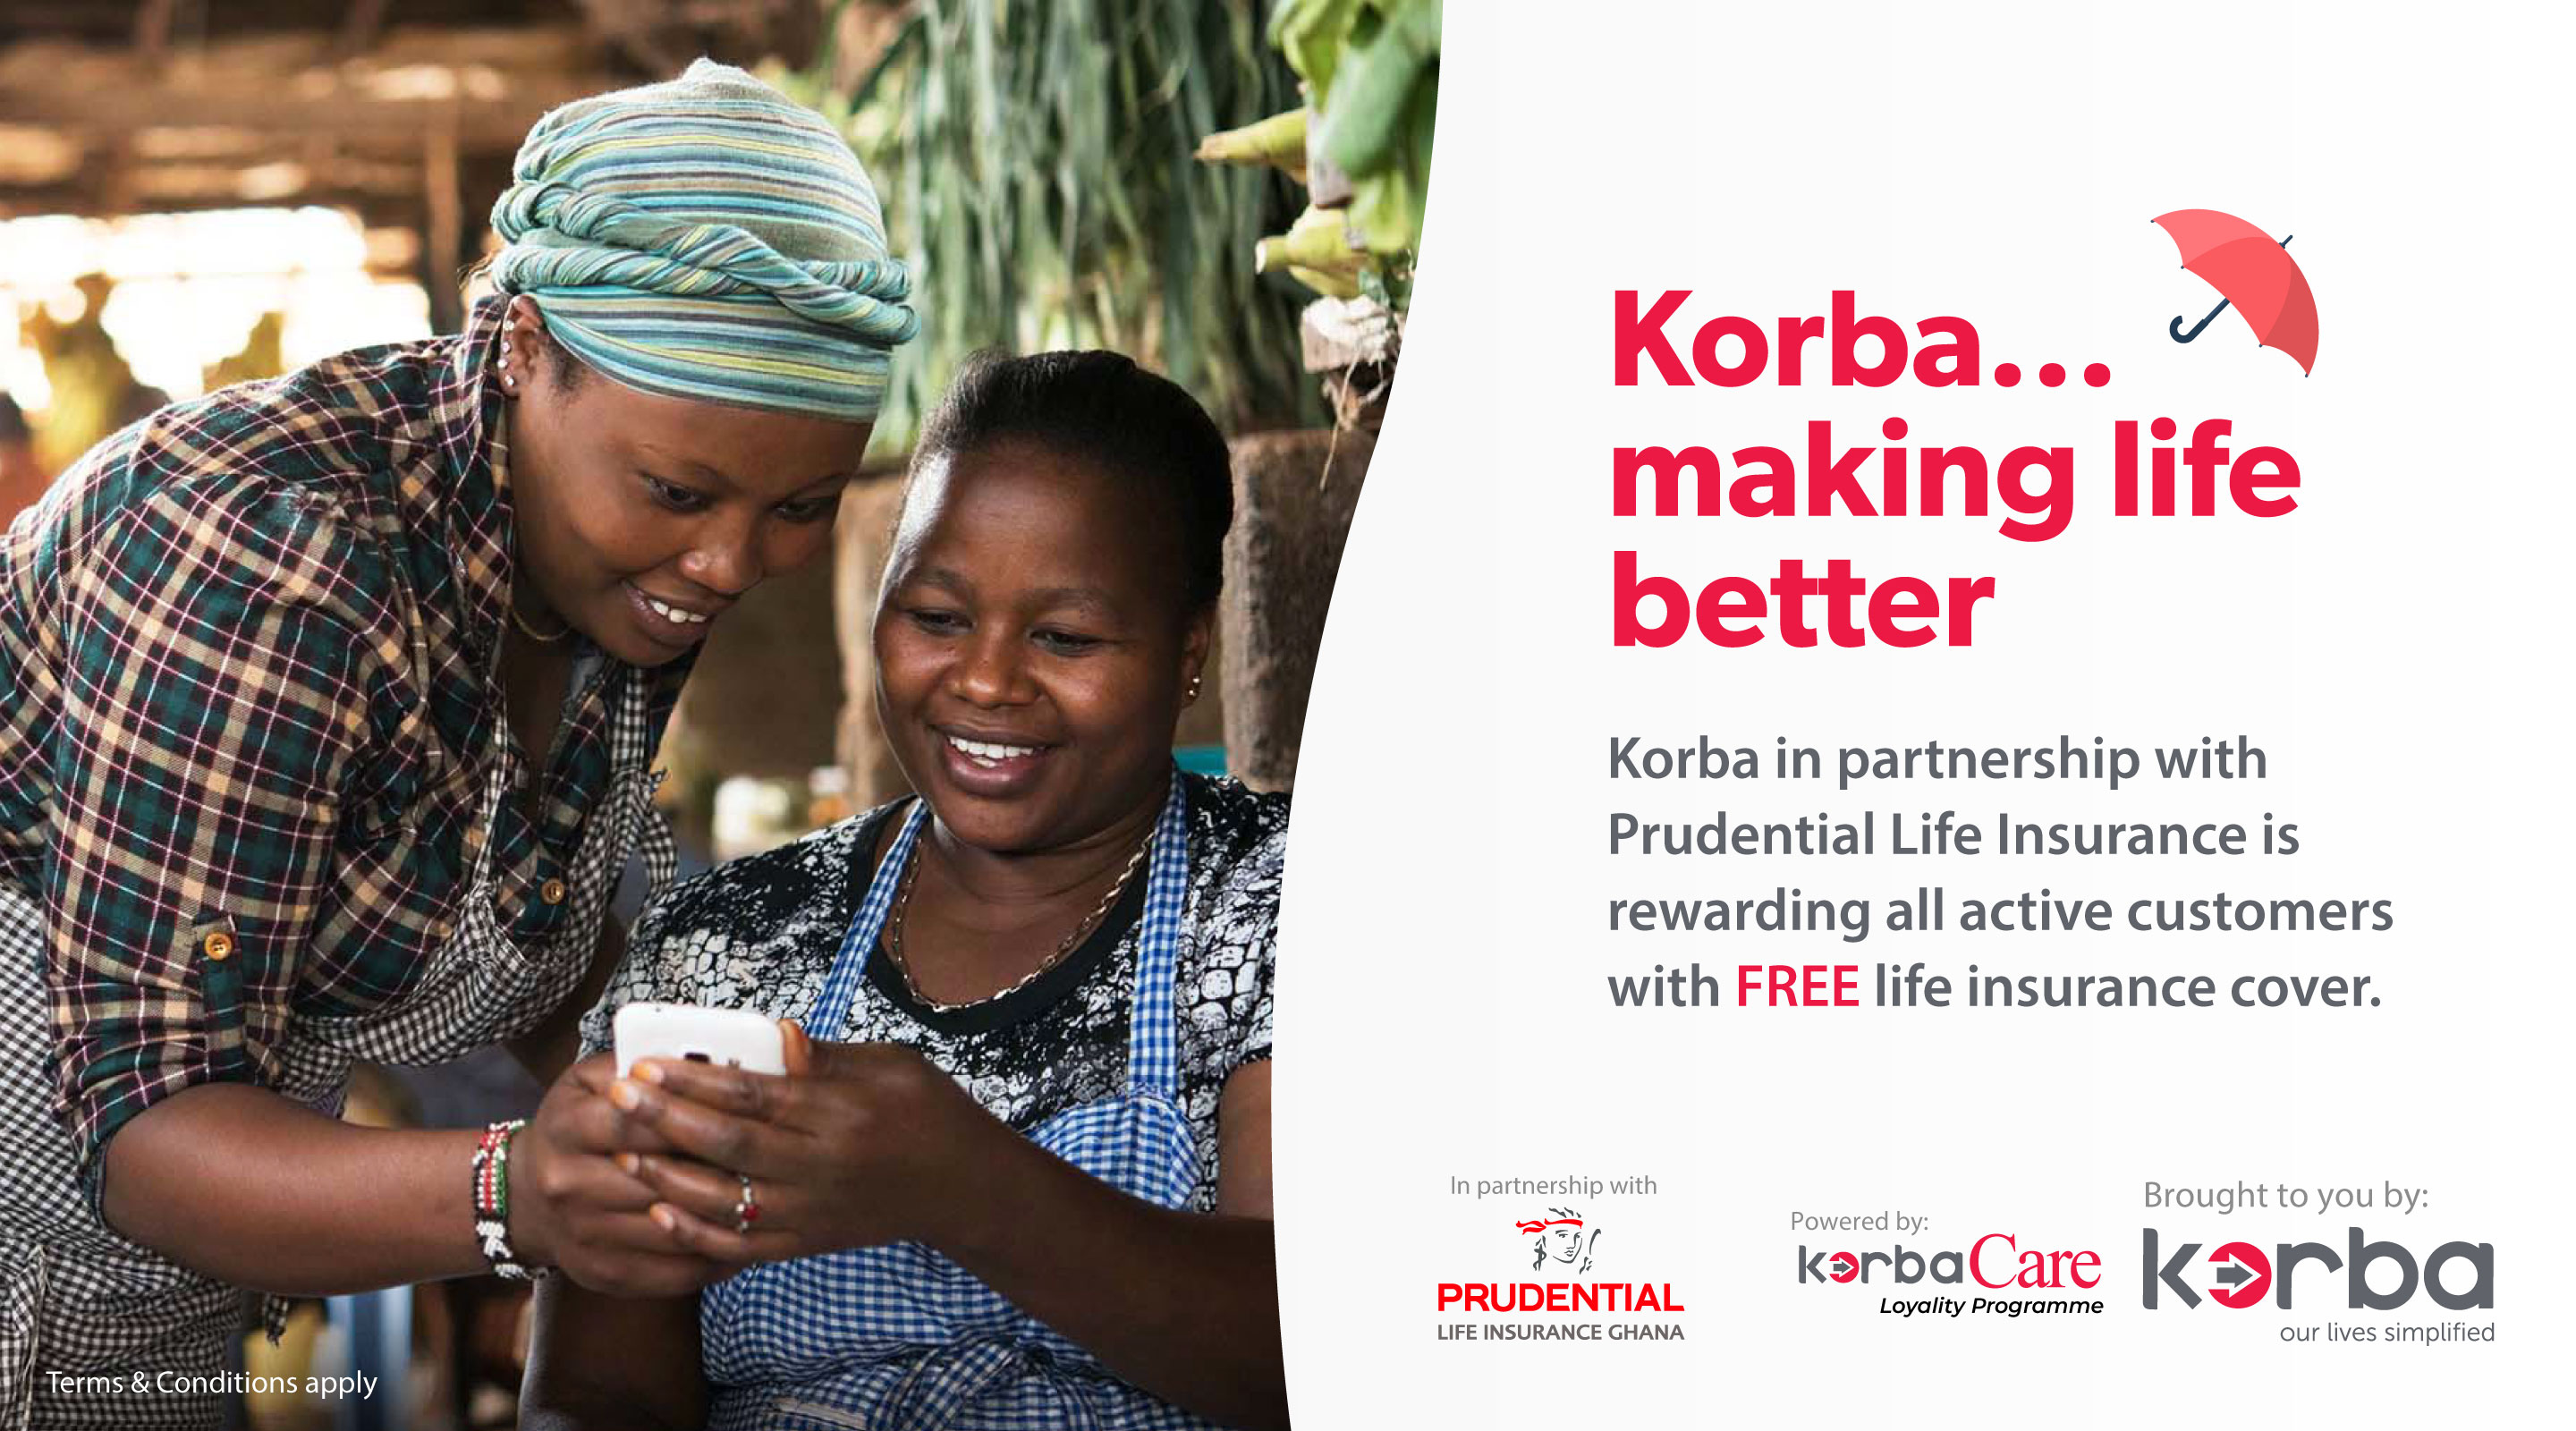 Korba...
making life
better
Korba in partnership with
Prudential Life Insurance is
rewarding all active customers
with FREE life insurance cover.
In partnership with
PRUDENTIAL
LIFE INSURANCE GHANA
Powered by:
korbaCare
Loyality Programme
Brought to you by:
korba
our lives simplified
Terms & Conditions apply